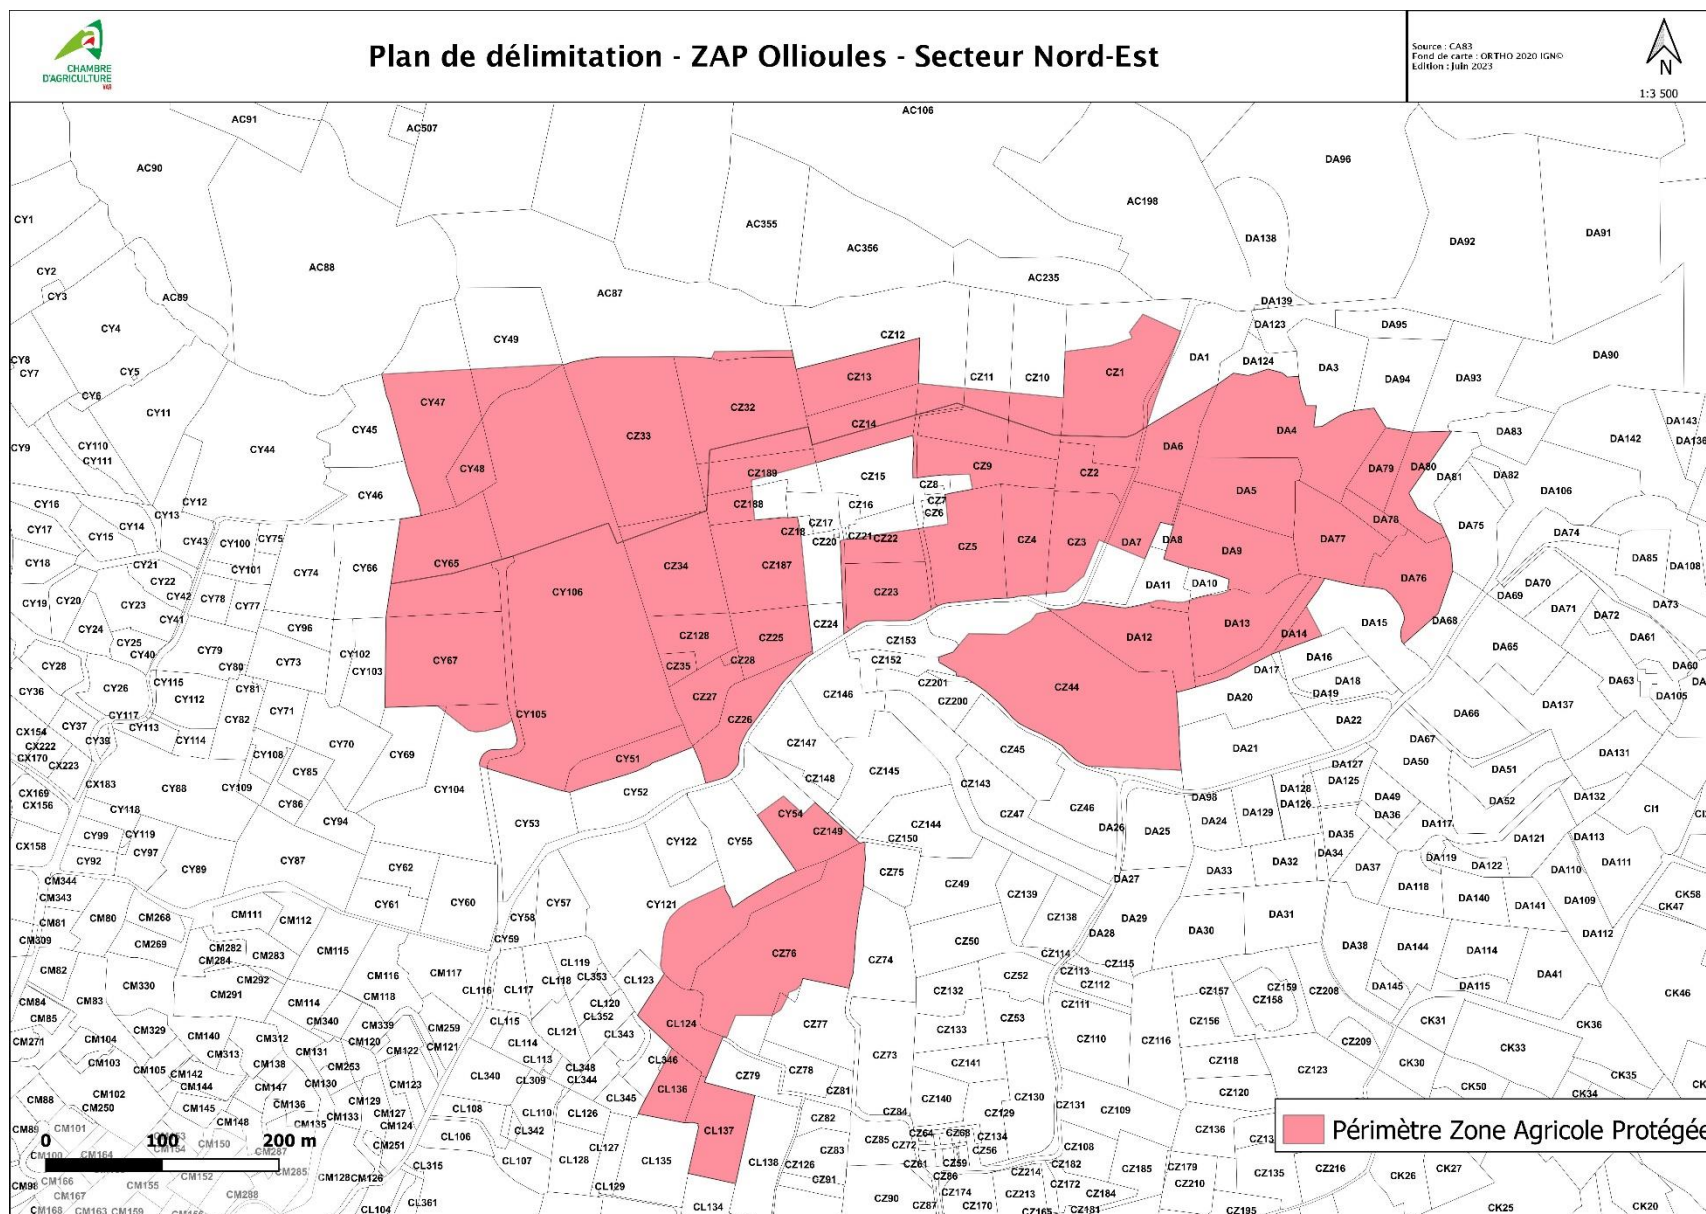 CHAMBRE
D'AGRICULTURE
VAR
Plan de délimitation - ZAP Ollioules - Secteur Nord-Est
Source : CA83
Fond de carte : ORTHO 2020 IGN©
Edition : Juin 2023
N
1:3 500
AC91
AC507
AC106
AC90
DA96
CY1
AC198
AC355
AC356
DA138
DA92
DA91
CY2
CY3
AC88
AC89
AC87
AC235
DA139
CY4
CY49
CZ12
DA123
DA95
CY8
CY7
CY5
CZ13
CZ11
CZ10
CZ1
DA1
DA124
DA3
DA94
DA93
DA90
CY6
CY11
CY47
CZ32
CZ14
CY45
CY9
CY110
CY111
CY44
CZ33
DA6
DA4
DA83
DA142
DA143
DA136
CY48
CZ189
CZ15
CZ9
CZ2
DA79
DA80
DA81
DA82
CY16
CY12
CY46
CZ188
CZ16
CZ8
CZ7
CZ6
DA5
DA106
CY17
CY15
CY14
CY13
CY43
CY100
CY75
CZ18
CZ17
CZ20
CZ21
CZ22
CZ5
CZ4
CZ3
DA7
DA8
DA9
DA77
DA78
DA75
DA74
DA85
DA108
CY18
CY21
CY22
CY101
CY74
CY66
CY65
CY106
CZ34
CZ187
CZ23
DA11
DA10
DA76
DA70
DA69
CY19
CY20
CY23
CY42
CY78
CY77
CY41
CY96
CZ24
CZ153
DA12
DA13
DA14
DA15
DA68
DA71
DA72
DA73
CY24
CY25
CY40
CY79
CY80
CY73
CY102
CY103
CY67
CZ128
CZ35
CZ25
CZ28
CZ152
DA17
DA16
DA65
DA61
DA60
CY28
CY36
CY26
CY115
CY112
CY81
CZ27
CZ146
CZ201
CZ200
CZ44
DA18
DA19
DA20
DA63
DA105
DA137
CX154
CX222
CX170
CX223
CY37
CY39
CY117
CY113
CY114
CY82
CY71
CY70
CY69
CY105
CZ26
CZ147
CZ45
DA22
DA21
DA66
DA67
DA131
CX169
CX156
CX183
CY88
CY108
CY85
CY109
CY86
CY104
CY51
CY52
CZ148
CZ145
CZ143
DA127
DA125
DA50
DA51
DA128
DA126
CY118
CY94
CY53
CY54
CZ149
CZ144
CZ47
CZ46
DA98
DA24
DA129
DA49
DA36
DA52
DA132
CI1
CX158
CY99
CY119
CY97
CY92
CY89
CY87
CY62
CY122
CY55
CZ150
DA26
DA25
DA35
DA34
DA117
DA121
DA113
CM344
CM343
CY61
CY60
CY57
CY121
CZ75
CZ49
CZ139
DA27
DA33
DA32
DA37
DA119
DA122
DA110
DA111
CM81
CM80
CM268
CM111
CM112
CY58
CZ138
DA29
DA31
DA118
DA140
DA141
DA109
CK58
CK47
CM309
CM269
CM282
CM284
CM283
CM115
CY59
CZ76
CZ74
CZ50
CZ114
DA28
DA30
DA38
DA144
DA114
DA112
CM82
CM330
CM292
CM291
CM116
CM117
CL119
CL118
CL353
CL123
CZ52
CZ113
CZ115
CZ112
DA145
DA115
DA41
CM84
CM83
CM85
CM114
CM118
CL116
CL117
CL120
CL352
CL124
CZ132
CZ111
CZ157
CZ159
CZ158
CZ208
CK46
CM271
CM104
CM329
CM140
CM340
CM312
CM339
CM120
CM259
CM121
CL115
CL114
CL121
CL343
CZ77
CZ133
CZ53
CZ110
CZ116
CZ156
CZ209
CK31
CK36
CK33
CM103
CM105
CM142
CM313
CM138
CM131
CM253
CM122
CL113
CL348
CL344
CL346
CZ79
CZ78
CZ73
CZ141
CZ118
CZ123
CK30
CK35
CM88
CM102
CM250
CM144
CM145
CM147
CM130
CM123
CL340
CL309
CL345
CL136
CZ81
CZ140
CZ130
CZ120
CK50
CK34
CM89
CM101
CM148
CM136
CM135
CM129
CM133
CM127
CM124
CL108
CL110
CL342
CL126
CL137
CZ82
CZ84
CZ129
CZ131
CZ109
CZ136
0
100
200 m
Périmètre Zone Agricole Protégée
CM100
CM164
CM154
CM150
CM287
CM251
CL106
CL107
CL127
CL128
CL135
CL138
CZ85
CZ83
CZ64
CZ72
CZ68
CZ134
CZ56
CZ108
CM98
CM166
CM167
CM155
CM152
CM285
CM128
CM126
CL315
CL129
CZ126
CZ91
CZ61
CZ59
CZ86
CZ214
CZ182
CZ185
CZ179
CZ135
CZ216
CK26
CK27
CM168
CM163
CM159
CM288
CL104
CL361
CL134
CZ90
CZ87
CZ174
CZ170
CZ213
CZ172
CZ184
CZ210
CZ165
CZ181
CZ195
CK25
CK20